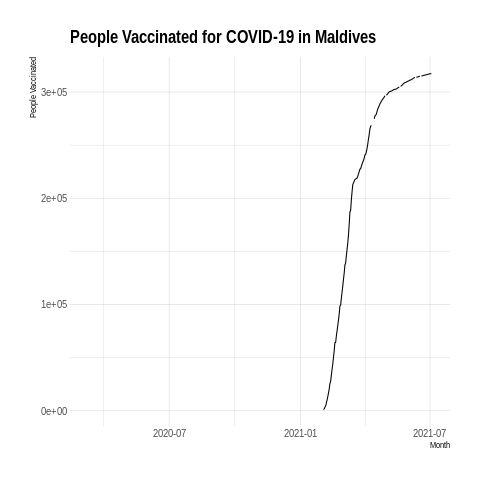 People Vaccinated for COVID-19 in Maldives
People Vaccinated
3e+05
2e+05
1e+05
0e+00
2020-07 2021-01 2021-07
Month